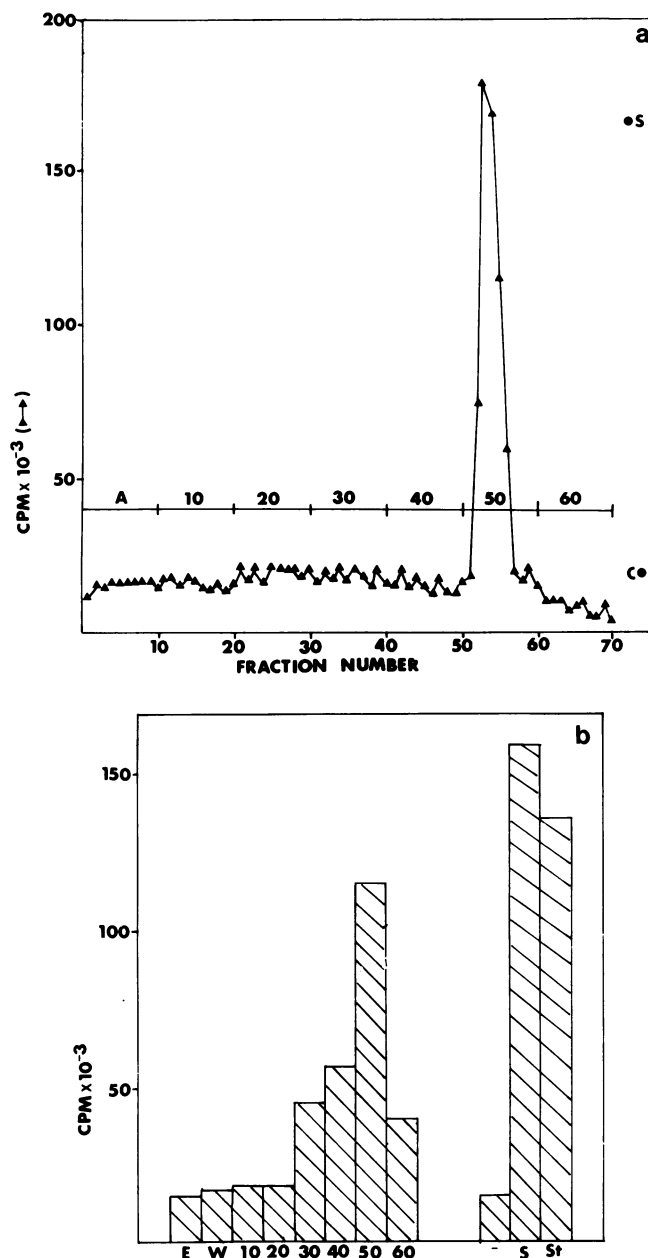 200
a
●S
150
100
CPM x 10⁻³ (▲—▲)
50
A 10 20 30 40 50 60
C●
10 20 30 40 50 60 70
FRACTION NUMBER
b
150
100
CPM x 10⁻³
50
E W 10 20 30 40 50 60 - S St